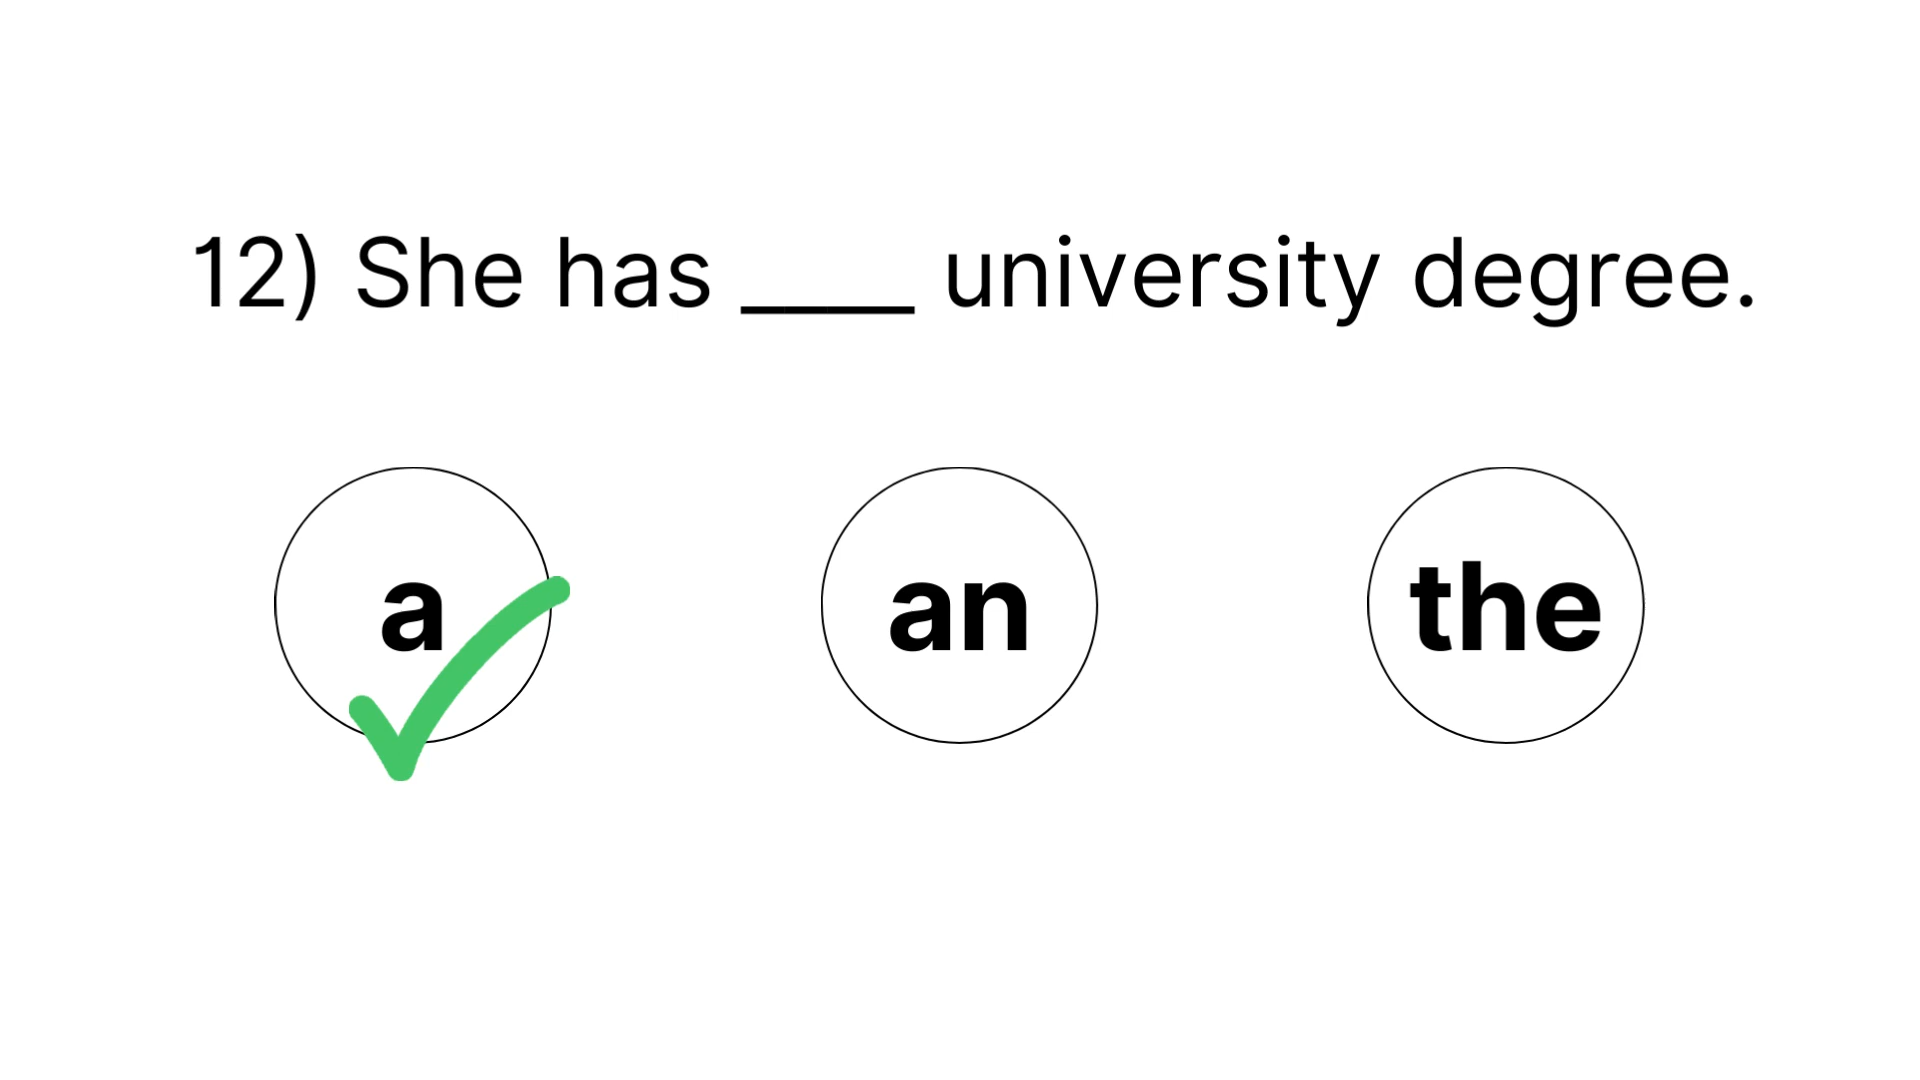 12) She has ____ university degree.
a an the